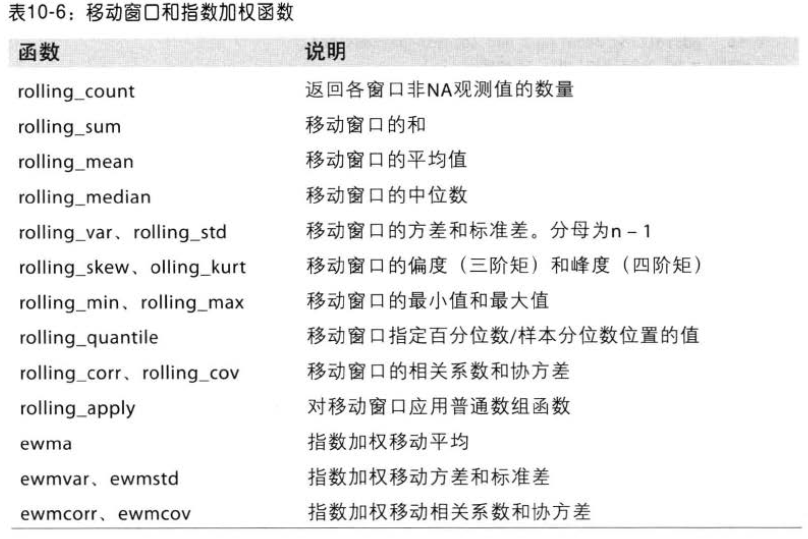 表10-6：移动窗口和指数加权函数
函数 说明
rolling_count 返回各窗口非NA观测值的数量
rolling_sum 移动窗口的和
rolling_mean 移动窗口的平均值
rolling_median 移动窗口的中位数
rolling_var、rolling_std 移动窗口的方差和标准差。分母为n – 1
rolling_skew、olling_kurt 移动窗口的偏度（三阶矩）和峰度（四阶矩）
rolling_min、rolling_max 移动窗口的最小值和最大值
rolling_quantile 移动窗口指定百分位数/样本分位数位置的值
rolling_corr、rolling_cov 移动窗口的相关系数和协方差
rolling_apply 对移动窗口应用普通数组函数
ewma 指数加权移动平均
ewmvar、ewmstd 指数加权移动方差和标准差
ewmcorr、ewmcov 指数加权移动相关系数和协方差